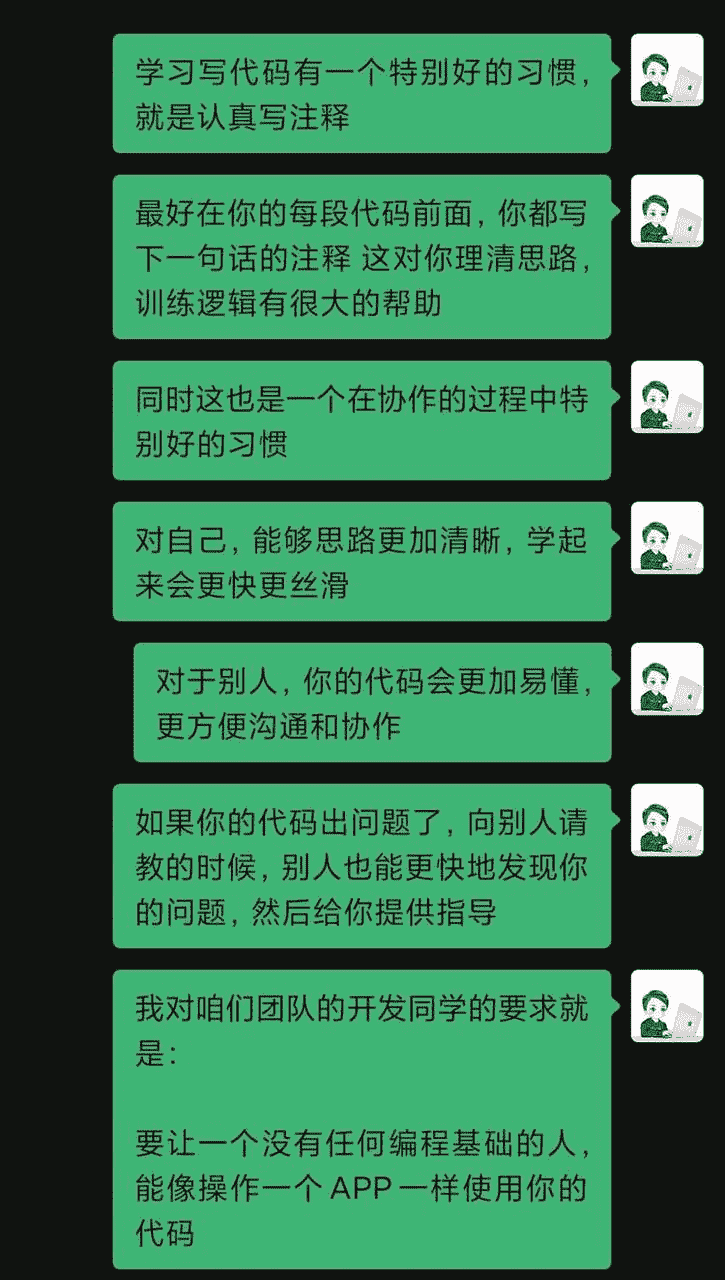 学习写代码有一个特别好的习惯，
就是认真写注释
最好在你的每段代码前面，你都写
下一句话的注释 这对你理清思路，
训练逻辑有很大的帮助
同时这也是一个在协作的过程中特
别好的习惯
对自己，能够思路更加清晰，学起
来会更快更丝滑
对于别人，你的代码会更加易懂，
更方便沟通和协作
如果你的代码出问题了，向别人请
教的时候，别人也能更快地发现你
的问题，然后给你提供指导
我对咱们团队的开发同学的要求就
是：
要让一个没有任何编程基础的人，
能像操作一个 APP 一样使用你的
代码